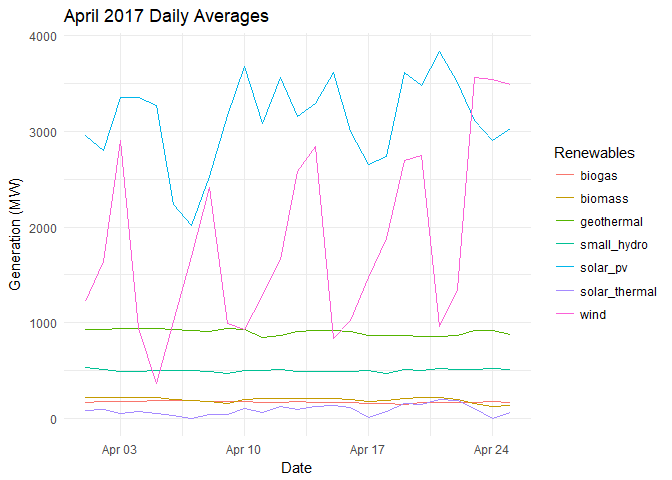 April 2017 Daily Averages
4000
3000
2000
1000
0
Generation (MW)
Apr 03 Apr 10 Apr 17 Apr 24
Date
Renewables
biogas
biomass
geothermal
small_hydro
solar_pv
solar_thermal
wind